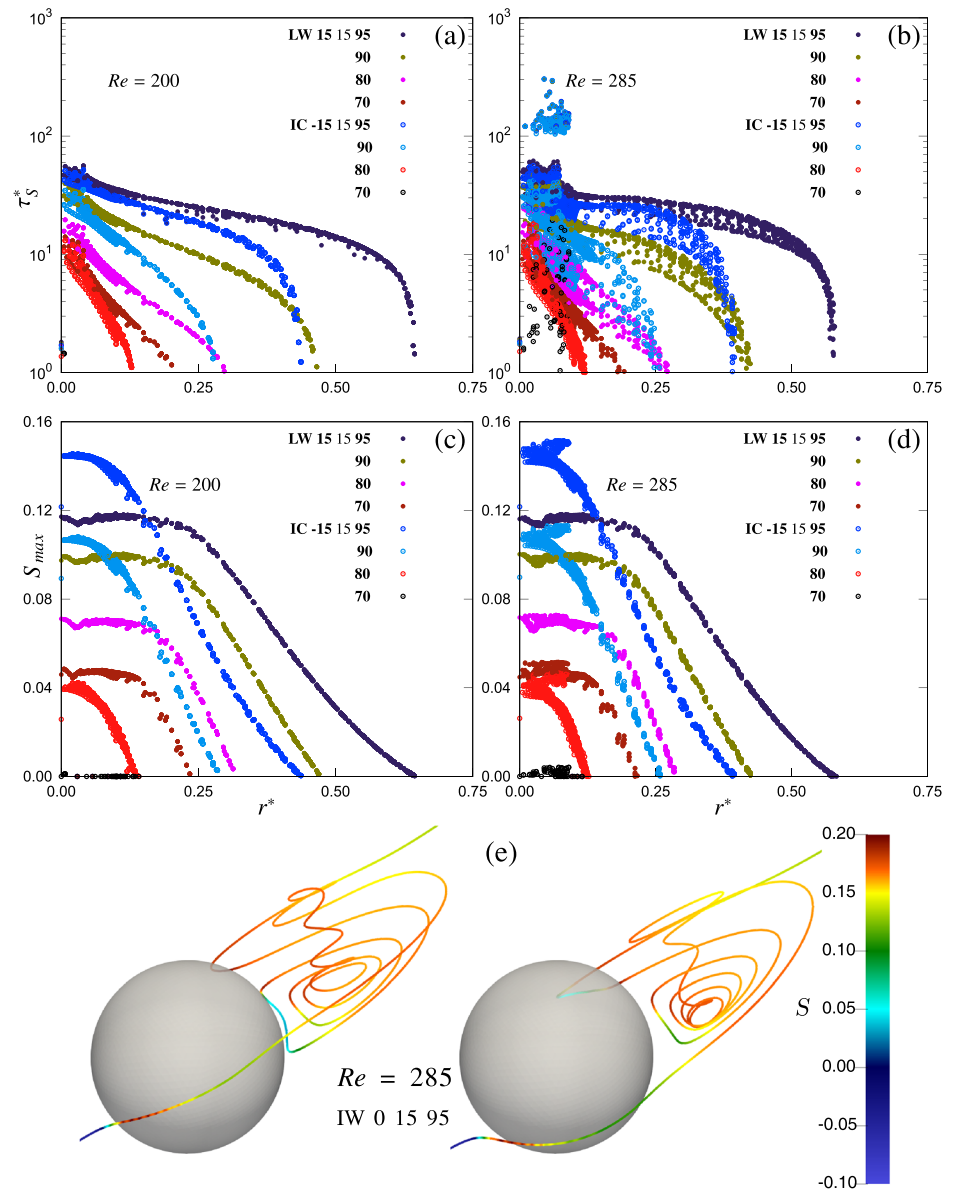 10³
(a)
LW 15 15 95
90
Re = 200
80
70
10²
IC -15 15 95
90
80
τ*S
70
10¹
10⁰
0.00
0.25
0.50
0.75
10³
(b)
LW 15 15 95
90
Re = 285
80
70
10²
IC -15 15 95
90
80
70
10¹
10⁰
0.00
0.25
0.50
0.75
0.16
(c)
LW 15 15 95
90
80
Re = 200
70
0.12
IC -15 15 95
90
Smax
80
70
0.08
0.04
0.00
0.00
0.25
0.50
0.75
r*
0.16
(d)
LW 15 15 95
90
80
Re = 285
70
0.12
IC -15 15 95
90
80
70
0.08
0.04
0.00
0.00
0.25
0.50
0.75
r*
(e)
Re = 285
IW 0 15 95
S
0.20
0.15
0.10
0.05
0.00
-0.05
-0.10